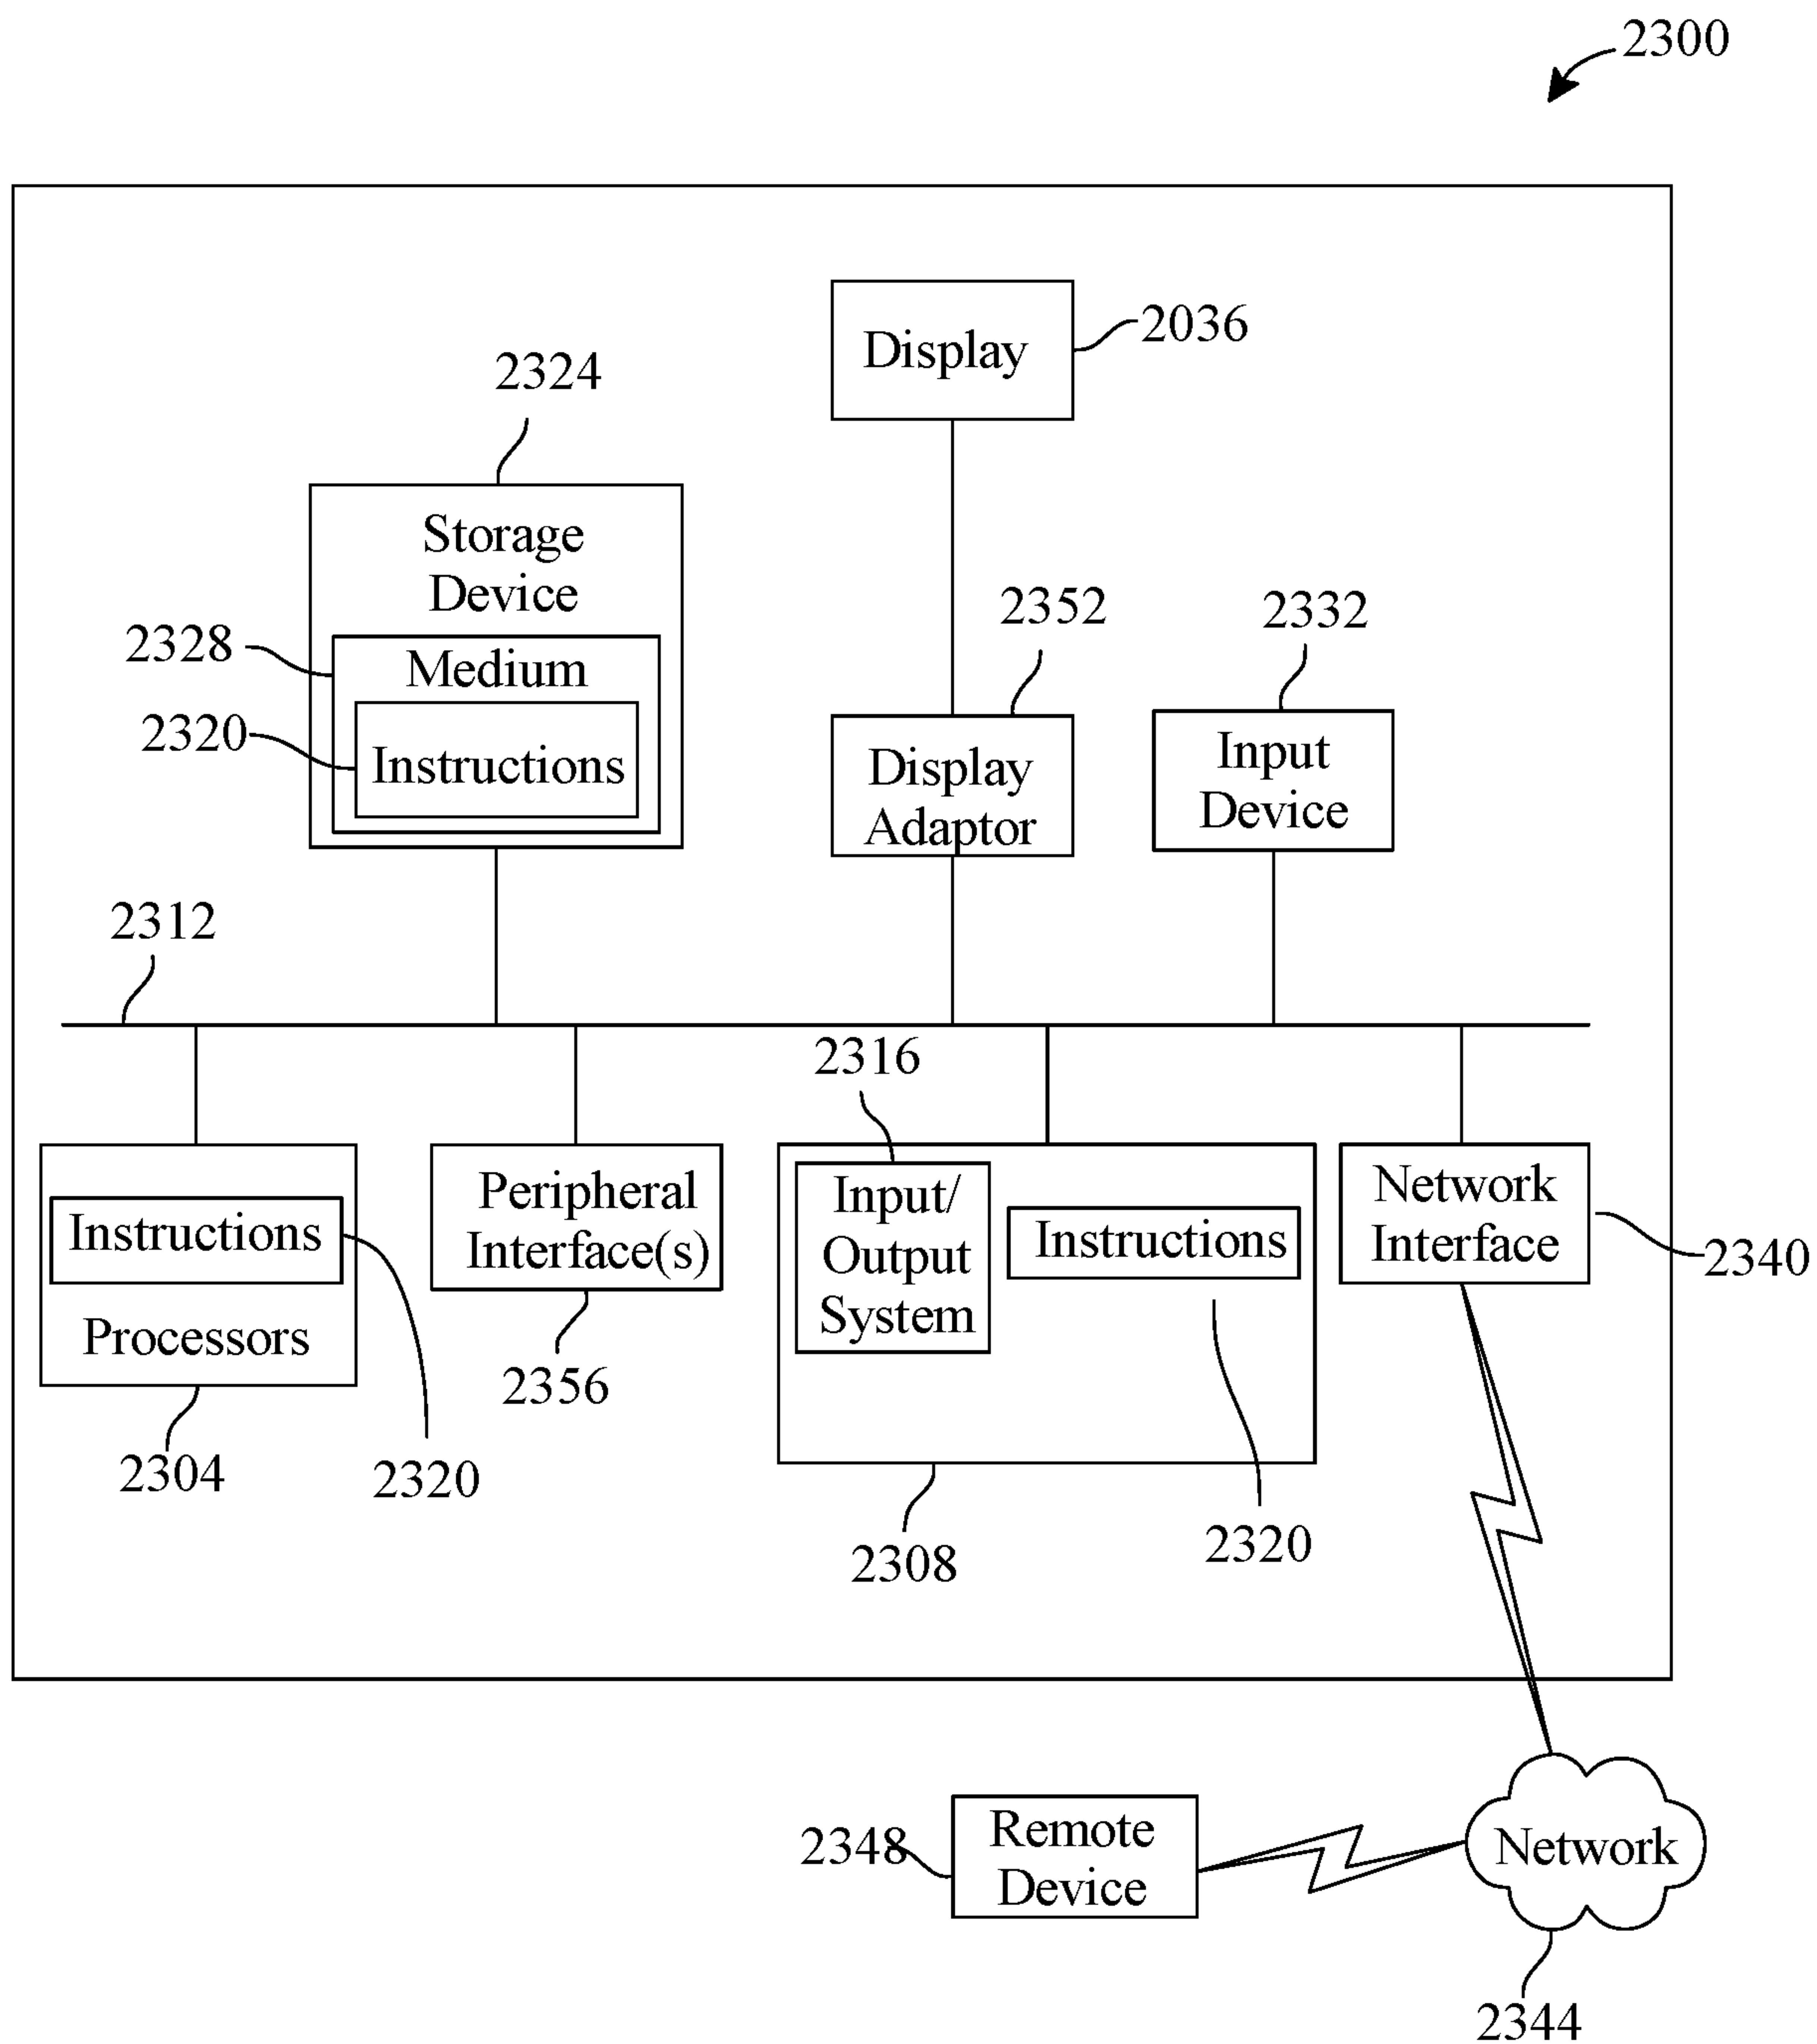 2300
Display
2036
2324
Storage
Device
2328
Medium
2320
Instructions
2352
Display
Adaptor
2332
Input
Device
2312
2316
Instructions
Processors
2304
2320
Peripheral
Interface(s)
2356
Input/
Output
System
Instructions
2308
2320
Network
Interface
2340
2348
Remote
Device
Network
2344